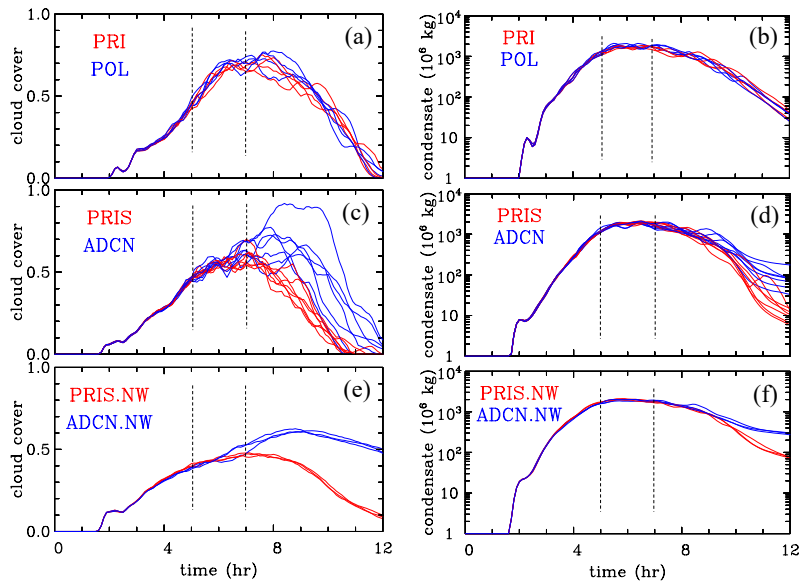 (a)
PRI
POL
cloud cover
1.0
0.5
0.0
(b)
PRI
POL
condensate (10⁶ kg)
10⁴
10³
10²
10
1
(c)
PRIS
ADCN
cloud cover
1.0
0.5
0.0
(d)
PRIS
ADCN
condensate (10⁶ kg)
10⁴
10³
10²
10
1
(e)
PRIS.NW
ADCN.NW
cloud cover
1.0
0.5
0.0
0 4 8 12
time (hr)
(f)
PRIS.NW
ADCN.NW
condensate (10⁶ kg)
10⁴
10³
10²
10
1
0 4 8 12
time (hr)